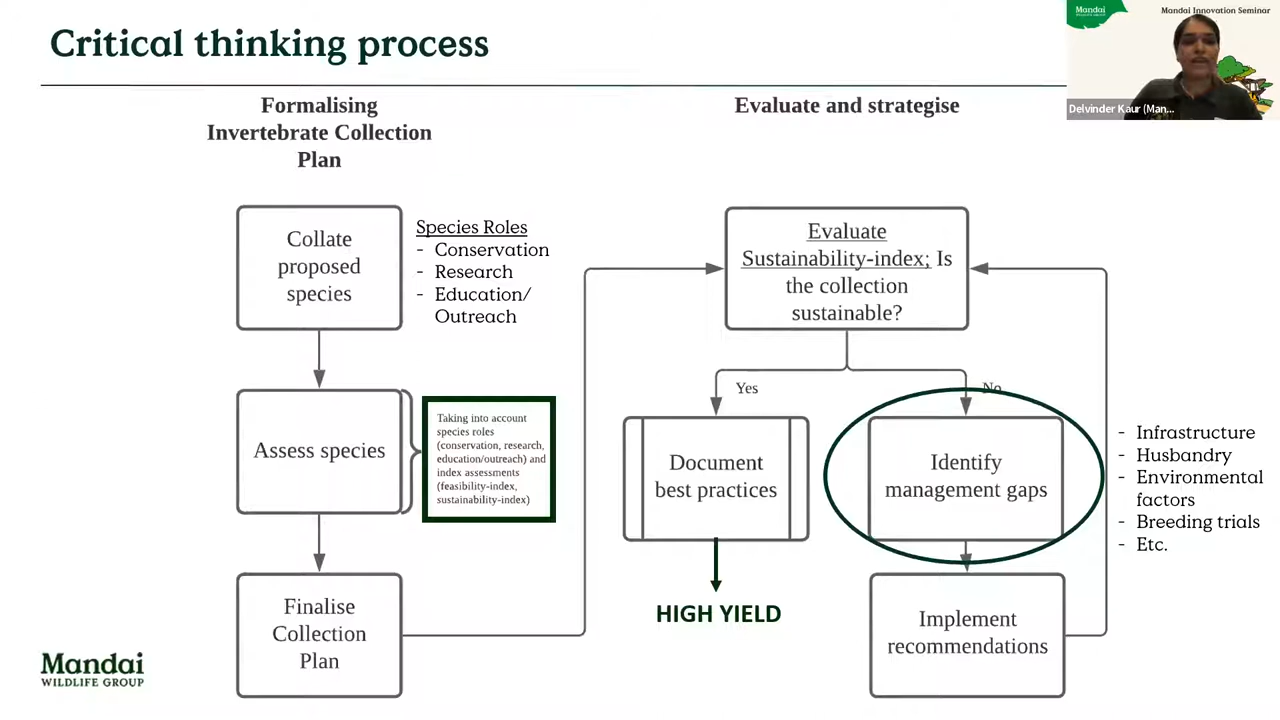 Critical thinking process
Mandai
Mandai Innovation Seminar
Delvinder Kaur (Man...
Formalising
Invertebrate Collection
Plan
Evaluate and strategise
Collate
proposed
species
Species Roles
- Conservation
- Research
- Education/
Outreach
Assess species
Taking into account
species roles
(conservation, research,
education/outreach) and
index assessments
(feasibility-index,
sustainability-index)
Finalise
Collection
Plan
Evaluate
Sustainability-index; Is
the collection
sustainable?
Yes
No
Document
best practices
HIGH YIELD
Identify
management gaps
- Infrastructure
- Husbandry
- Environmental
factors
- Breeding trials
- Etc.
Implement
recommendations
Mandai
WILDLIFE GROUP